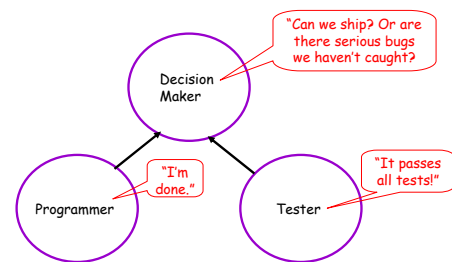 “Can we ship? Or are
there serious bugs
we haven’t caught?
Decision
Maker
“I’m
done.”
“It passes
all tests!”
Programmer
Tester